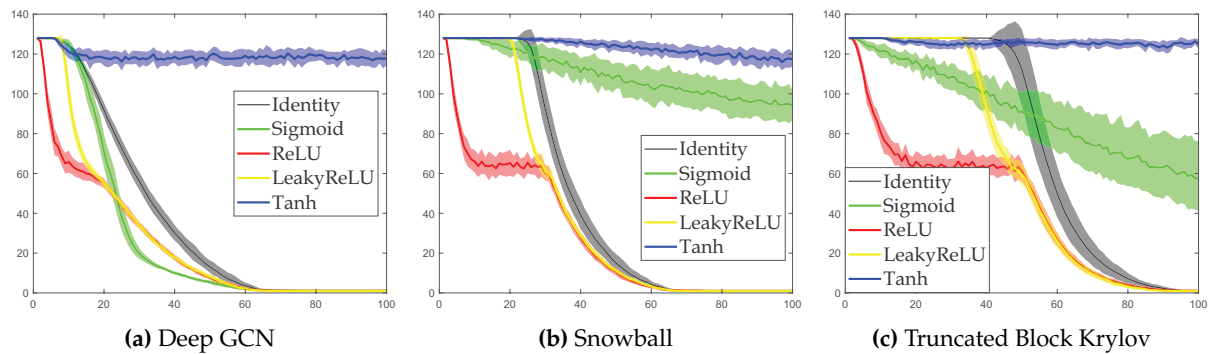 140
120
100
80
60
40
20
0
0 20 40 60 80 100
Identity
Sigmoid
ReLU
LeakyReLU
Tanh
(a) Deep GCN
140
120
100
80
60
40
20
0
0 20 40 60 80 100
Identity
Sigmoid
ReLU
LeakyReLU
Tanh
(b) Snowball
140
120
100
80
60
40
20
0
0 20 40 60 80 100
Identity
Sigmoid
ReLU
LeakyReLU
Tanh
(c) Truncated Block Krylov